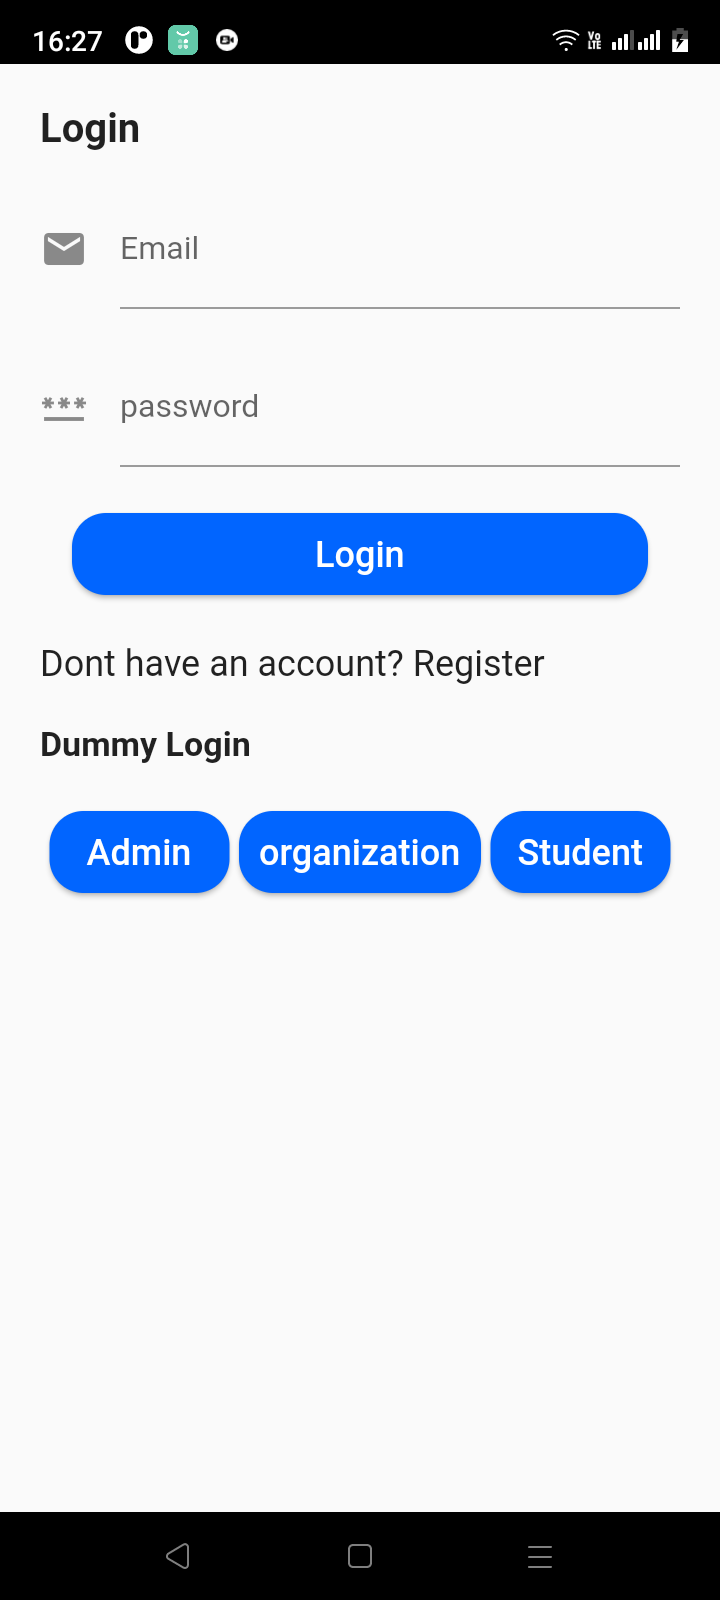 16:27
Vo LTE
Login
Email
*** password
Login
Dont have an account? Register
Dummy Login
Admin organization Student